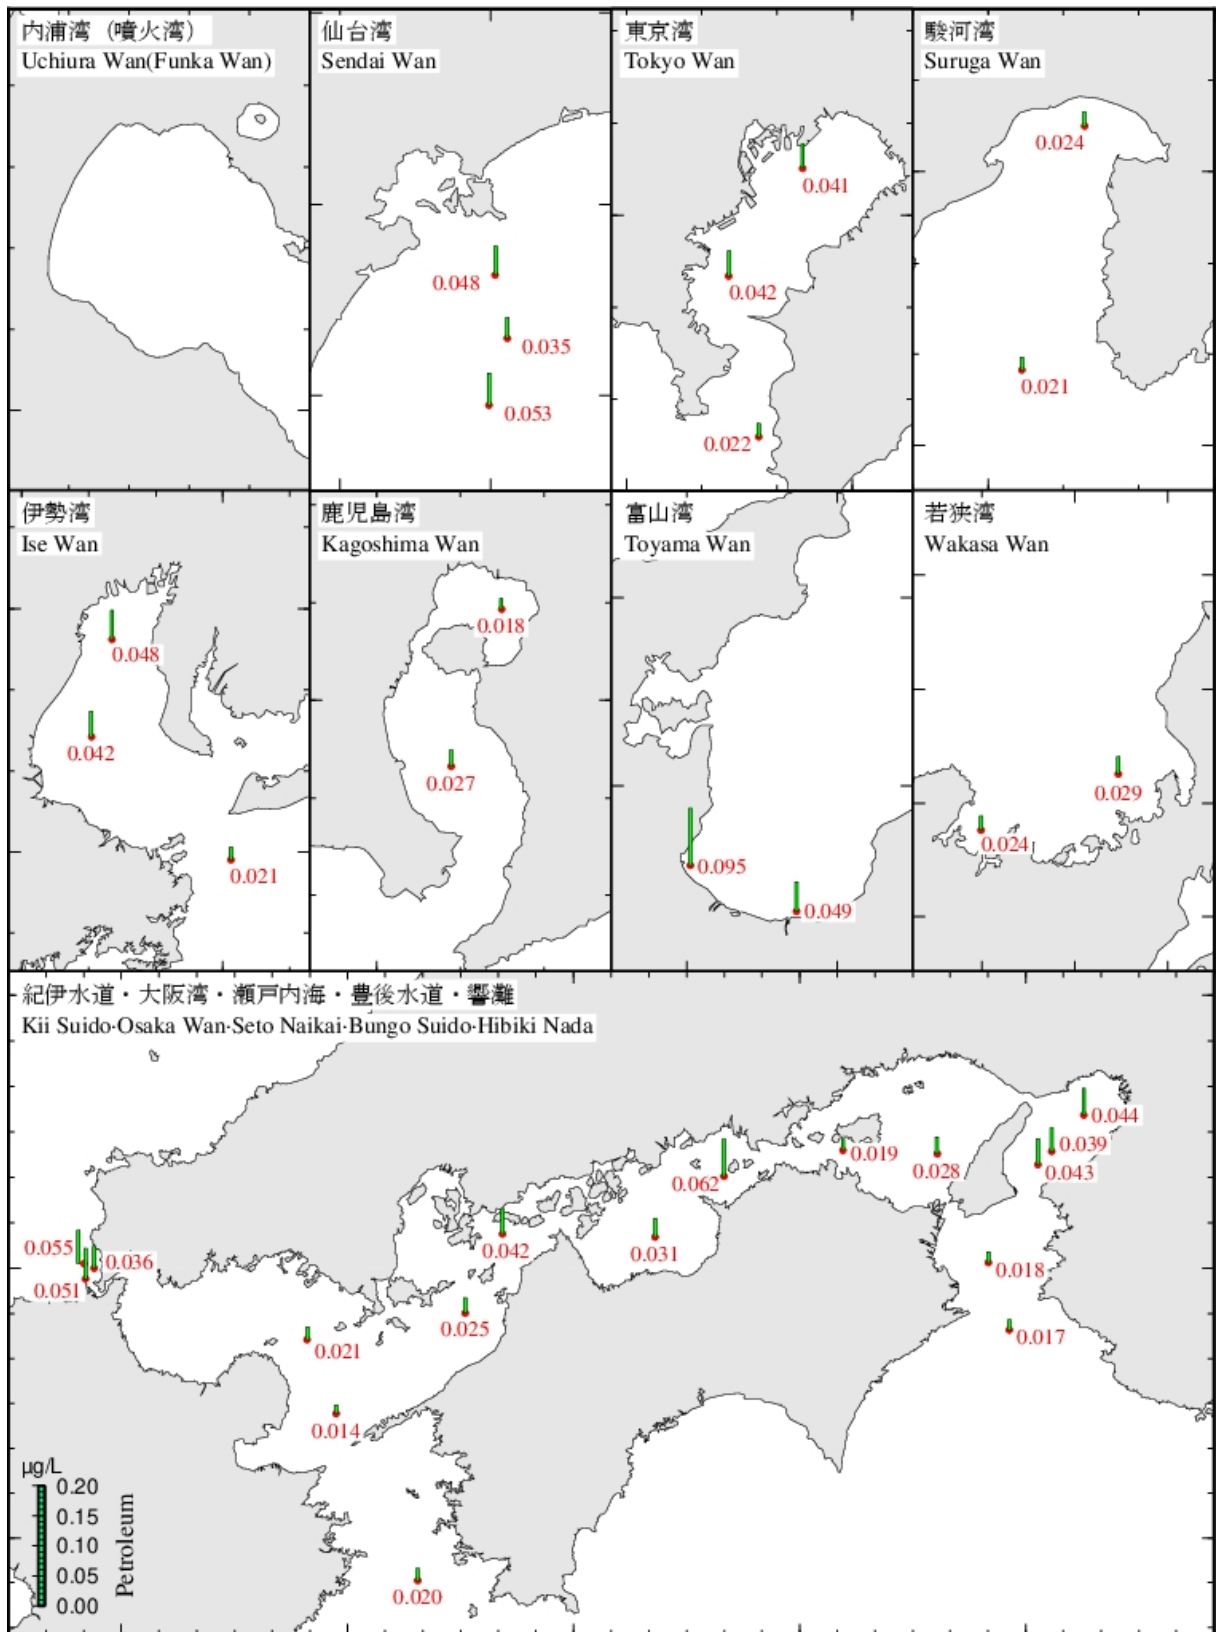 内浦湾（噴火湾）
Uchiura Wan(Funka Wan)
仙台湾
Sendai Wan
0.048
0.035
0.053
東京湾
Tokyo Wan
0.041
0.042
0.022
駿河湾
Suruga Wan
0.024
0.021
伊勢湾
Ise Wan
0.048
0.042
0.021
鹿児島湾
Kagoshima Wan
0.018
0.027
富山湾
Toyama Wan
0.095
0.049
若狭湾
Wakasa Wan
0.029
0.024
紀伊水道・大阪湾・瀬戸内海・豊後水道・響灘
Kii Suido·Osaka Wan·Seto Naikai·Bungo Suido·Hibiki Nada
0.044
0.039
0.043
0.019
0.028
0.062
0.031
0.042
0.055
0.036
0.051
0.018
0.017
0.025
0.021
0.014
0.020
µg/L
0.20
0.15
0.10
0.05
0.00
Petroleum